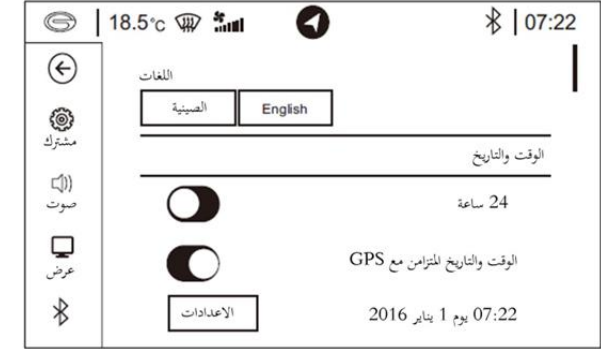 18.5°c 07:22
اللغات
الصينية English
مشترك
الوقت والتاريخ
صوت
24 ساعة
عرض
الوقت والتاريخ المتزامن مع GPS
07:22 يوم 1 يناير 2016
الاعدادات